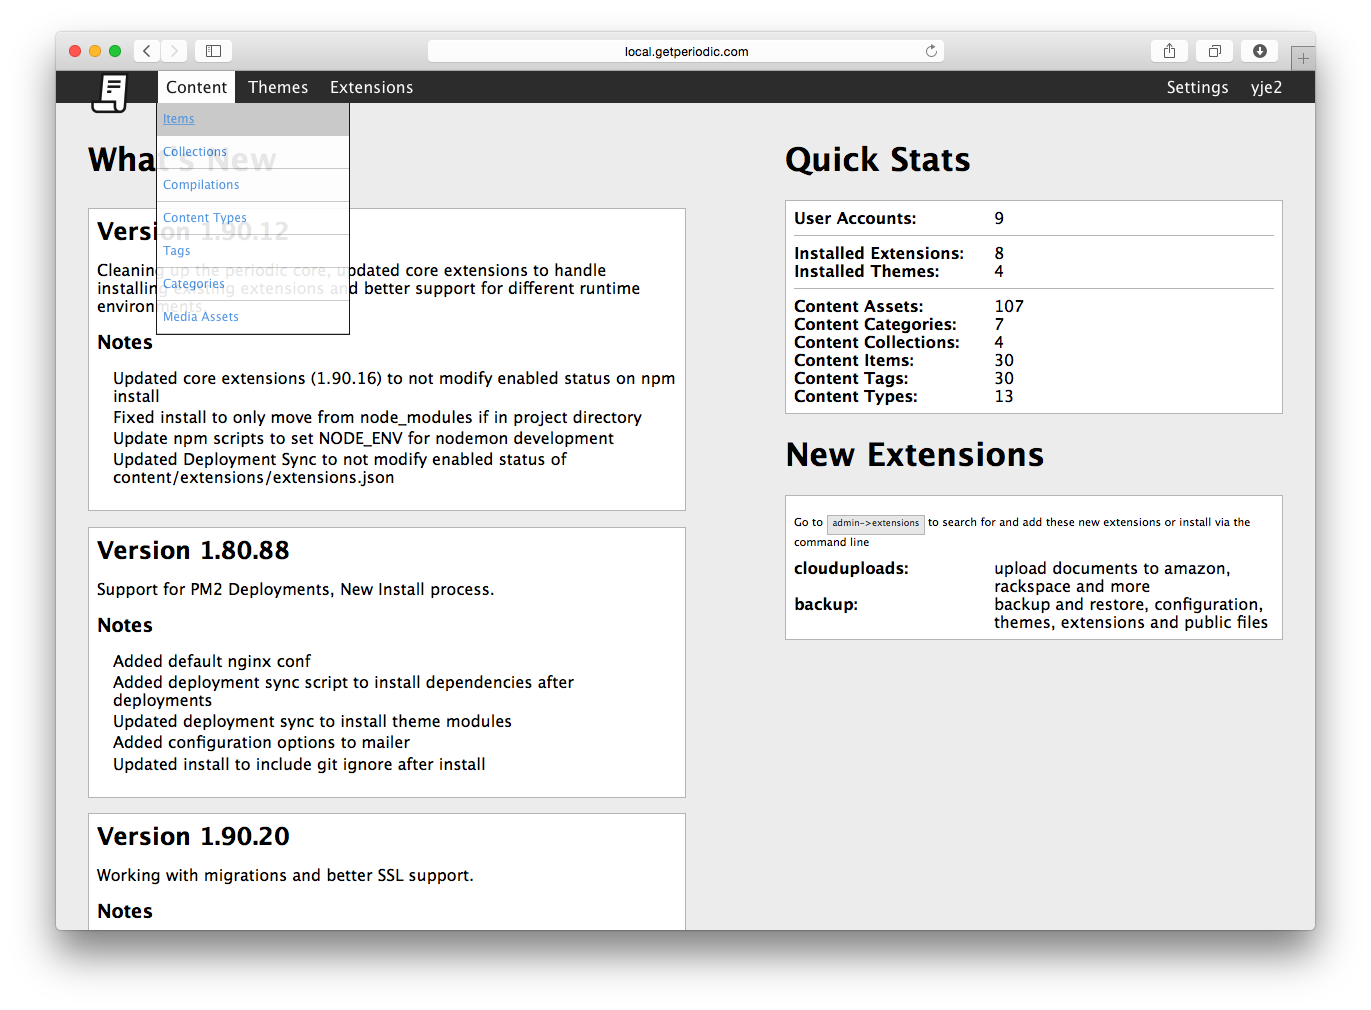 local.getperiodic.com
Content Themes Extensions Settings yje2
Items
Collections
Compilations
Content Types
Tags
Categories
Media Assets
What's New
Version 1.90.12
Cleaning up the periodic core, updated core extensions to handle
installing existing extensions and better support for different runtime
environments.
Notes
Updated core extensions (1.90.16) to not modify enabled status on npm
install
Fixed install to only move from node_modules if in project directory
Update npm scripts to set NODE_ENV for nodemon development
Updated Deployment Sync to not modify enabled status of
content/extensions/extensions.json
Version 1.80.88
Support for PM2 Deployments, New Install process.
Notes
Added default nginx conf
Added deployment sync script to install dependencies after
deployments
Updated deployment sync to install theme modules
Added configuration options to mailer
Updated install to include git ignore after install
Version 1.90.20
Working with migrations and better SSL support.
Notes
Quick Stats
User Accounts: 9
Installed Extensions: 8
Installed Themes: 4
Content Assets: 107
Content Categories: 7
Content Collections: 4
Content Items: 30
Content Tags: 30
Content Types: 13
New Extensions
Go to admin->extensions to search for and add these new extensions or install via the
command line
clouduploads: upload documents to amazon,
rackspace and more
backup: backup and restore, configuration,
themes, extensions and public files